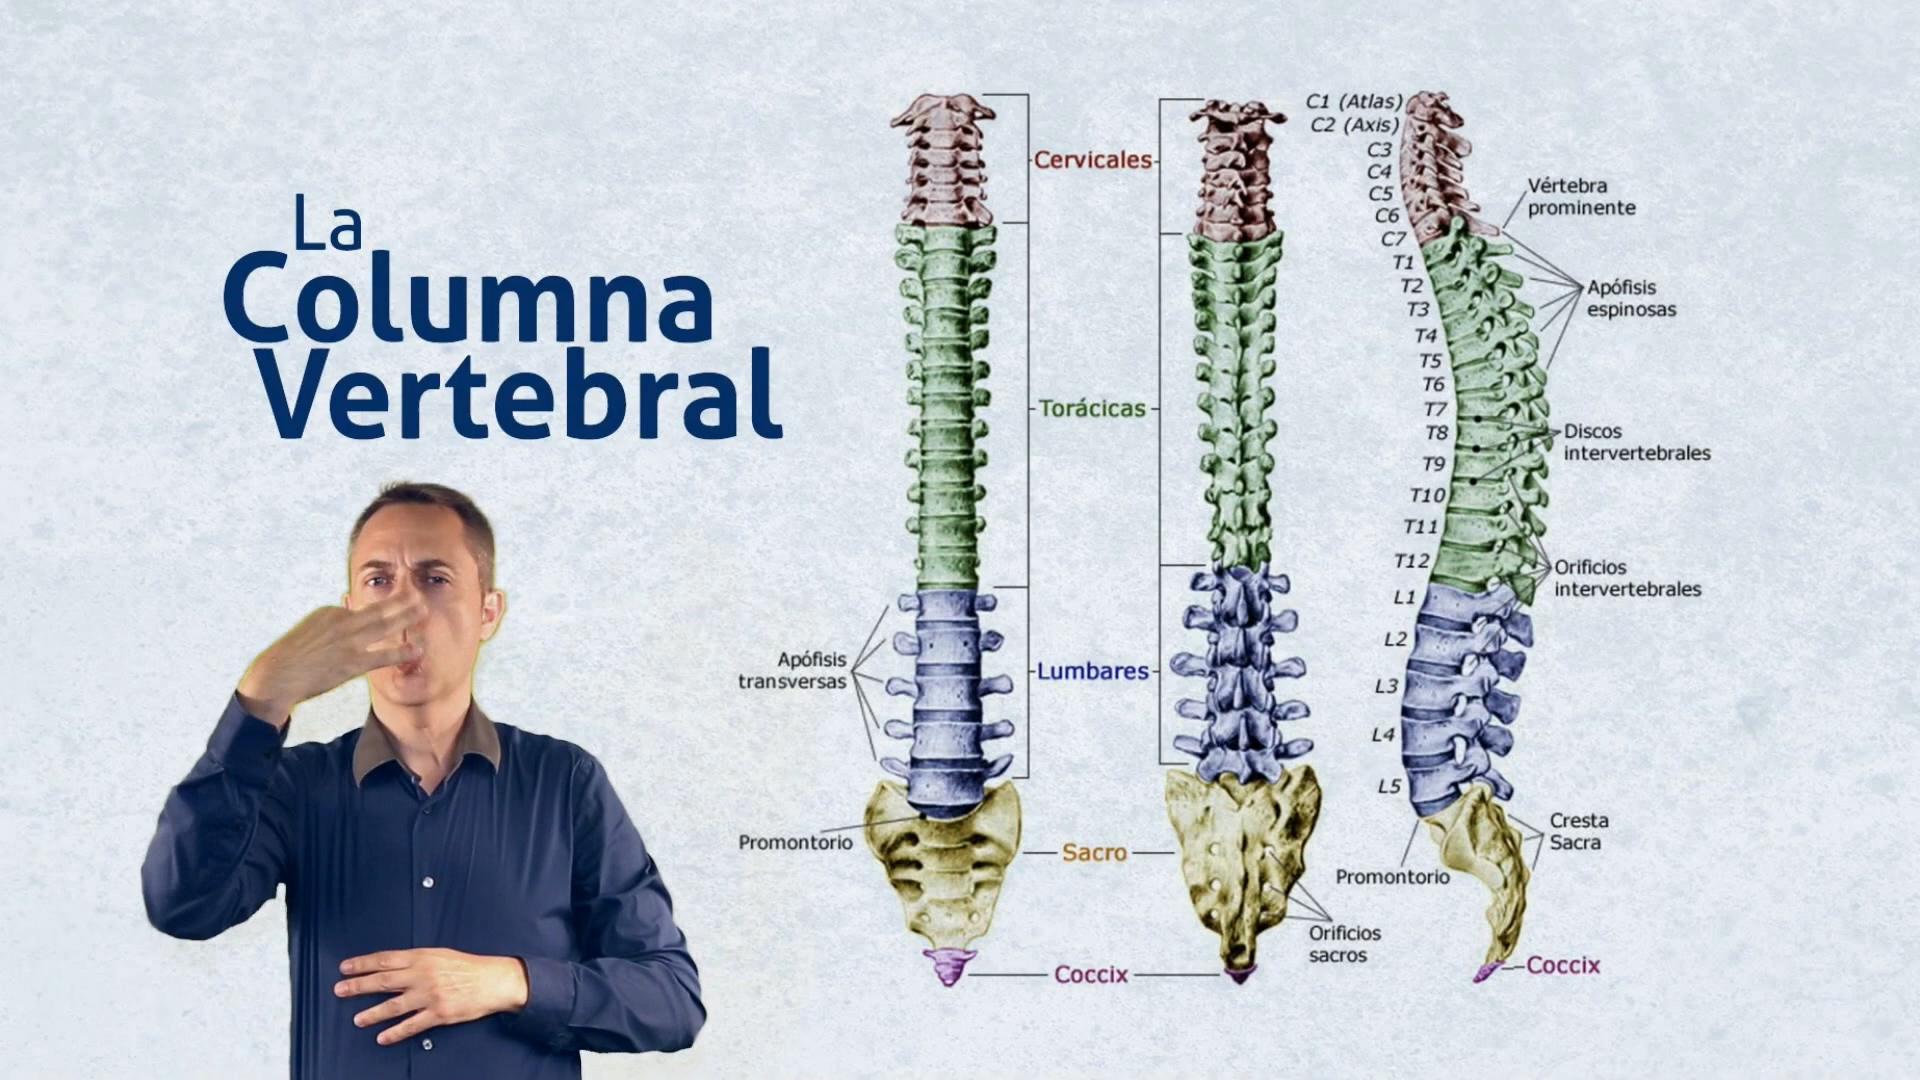 La
Columna
Vertebral
Cervicales
Torácicas
Lumbares
Sacro
Coccix
Apófisis
transversas
Promontorio
C1 (Atlas)
C2 (Axis)
C3
C4
C5
C6
C7
T1
T2
T3
T4
T5
T6
T7
T8
T9
T10
T11
T12
L1
L2
L3
L4
L5
Vértebra
prominente
Apófisis
espinosas
Discos
intervertebrales
Orificios
intervertebrales
Cresta
Sacra
Promontorio
Orificios
sacros
Coccix